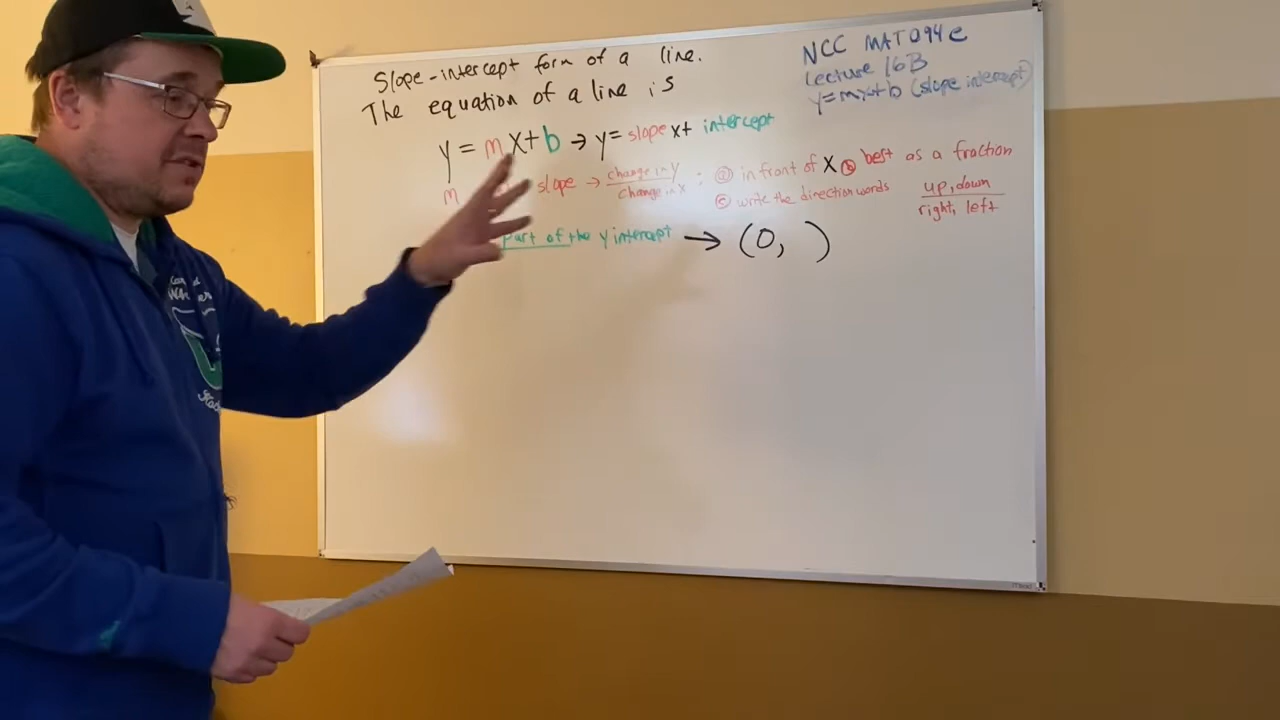 Slope-intercept form of a line.
The equation of a line is
y = mx+b → y= slope x+ intercept
m slope → change in y / change in x : ⓐ in front of X ⓑ best as a fraction
ⓒ write the direction words up, down / right, left
part of the y intercept → (0, )
NCC MAT094e
Lecture 16B
y=mx+b (slope intercept)